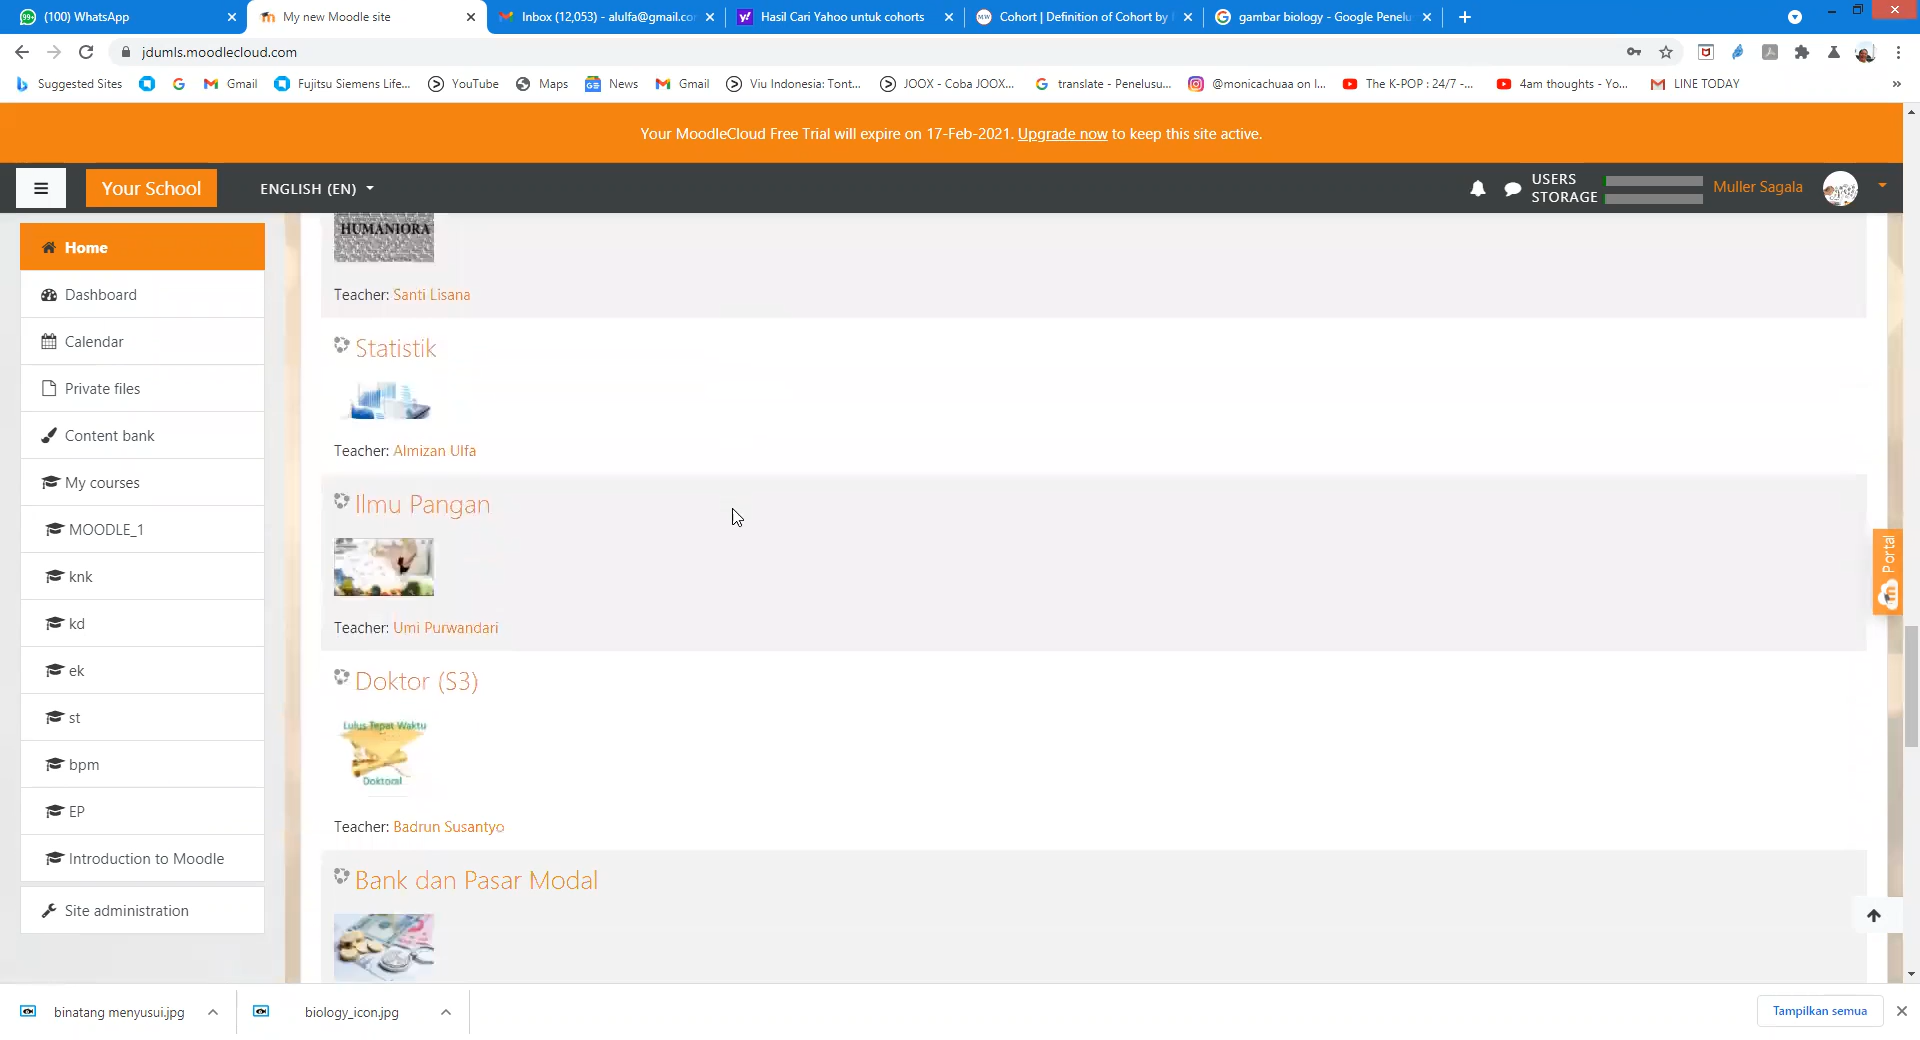 (100) WhatsApp
My new Moodle site
Inbox (12,053) - alulfa@gmail.co
Hasil Cari Yahoo untuk cohorts
Cohort | Definition of Cohort by
gambar biology - Google Penelu
jdumls.moodlecloud.com
Suggested Sites
Gmail
Fujitsu Siemens Life...
YouTube
Maps
News
Gmail
Viu Indonesia: Tont...
JOOX - Coba JOOX...
translate - Penelusu...
@monicachuaa on I...
The K-POP : 24/7 -...
4am thoughts - Yo...
LINE TODAY
»
Your MoodleCloud Free Trial will expire on 17-Feb-2021. Upgrade now to keep this site active.
Your School
ENGLISH (EN)
USERS
STORAGE
Muller Sagala
Home
Dashboard
Calendar
Private files
Content bank
My courses
MOODLE_1
knk
kd
ek
st
bpm
EP
Introduction to Moodle
Site administration
HUMANIORA
Teacher: Santi Lisana
Statistik
Teacher: Almizan Ulfa
Ilmu Pangan
Teacher: Umi Purwandari
Doktor (S3)
Lulus Tepat Waktu
Doktoral
Teacher: Badrun Susantyo
Bank dan Pasar Modal
Portal
binatang menyusui.jpg
biology_icon.jpg
Tampilkan semua